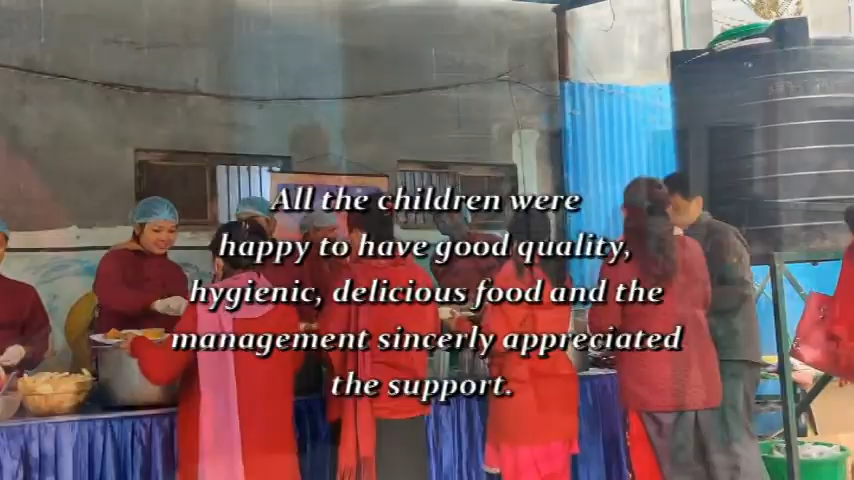 All the children were
happy to have good quality,
hygienic, delicious food and the
management sincerly appreciated
the support.